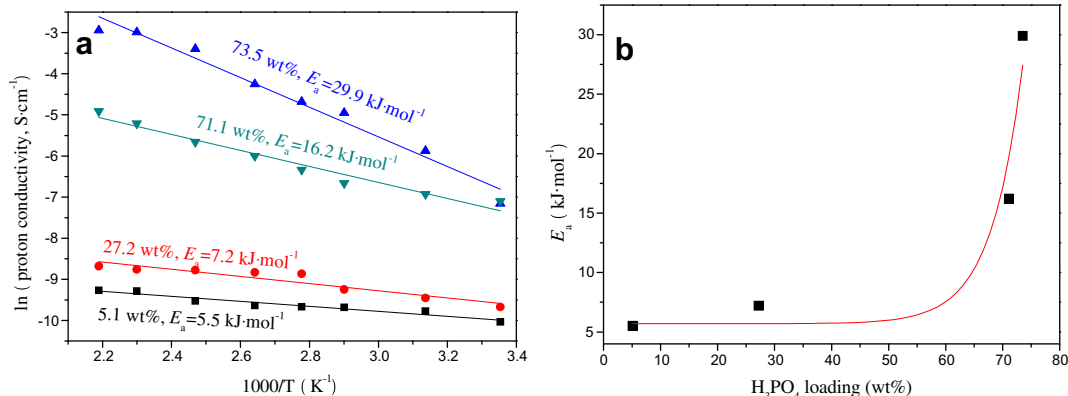 a
-3
-4
-5
-6
-7
-8
-9
-10
ln ( proton conductivity, S·cm⁻¹)
73.5 wt%, Eₐ=29.9 kJ·mol⁻¹
71.1 wt%, Eₐ=16.2 kJ·mol⁻¹
27.2 wt%, Eₐ=7.2 kJ·mol⁻¹
5.1 wt%, Eₐ=5.5 kJ·mol⁻¹
2.2 2.4 2.6 2.8 3.0 3.2 3.4
1000/T ( K⁻¹)
b
30
25
20
15
10
5
0
Eₐ ( kJ·mol⁻¹)
0 10 20 30 40 50 60 70 80
H₃PO₄ loading (wt%)